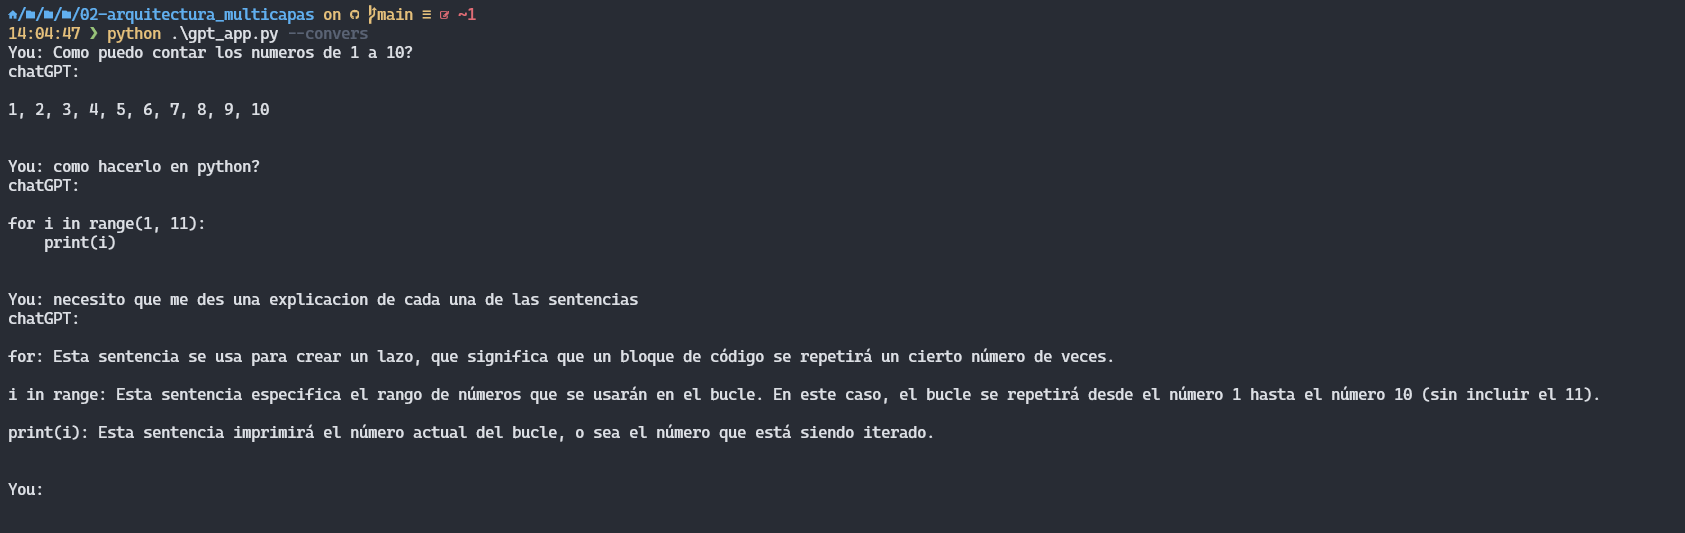 ~/■/■/■/02-arquitectura_multicapas on main ≡ ~1
14:04:47 ❯ python .\gpt_app.py --convers
You: Como puedo contar los numeros de 1 a 10?
chatGPT:
1, 2, 3, 4, 5, 6, 7, 8, 9, 10
You: como hacerlo en python?
chatGPT:
for i in range(1, 11):
    print(i)
You: necesito que me des una explicacion de cada una de las sentencias
chatGPT:
for: Esta sentencia se usa para crear un lazo, que significa que un bloque de código se repetirá un cierto número de veces.
i in range: Esta sentencia especifica el rango de números que se usarán en el bucle. En este caso, el bucle se repetirá desde el número 1 hasta el número 10 (sin incluir el 11).
print(i): Esta sentencia imprimirá el número actual del bucle, o sea el número que está siendo iterado.
You: